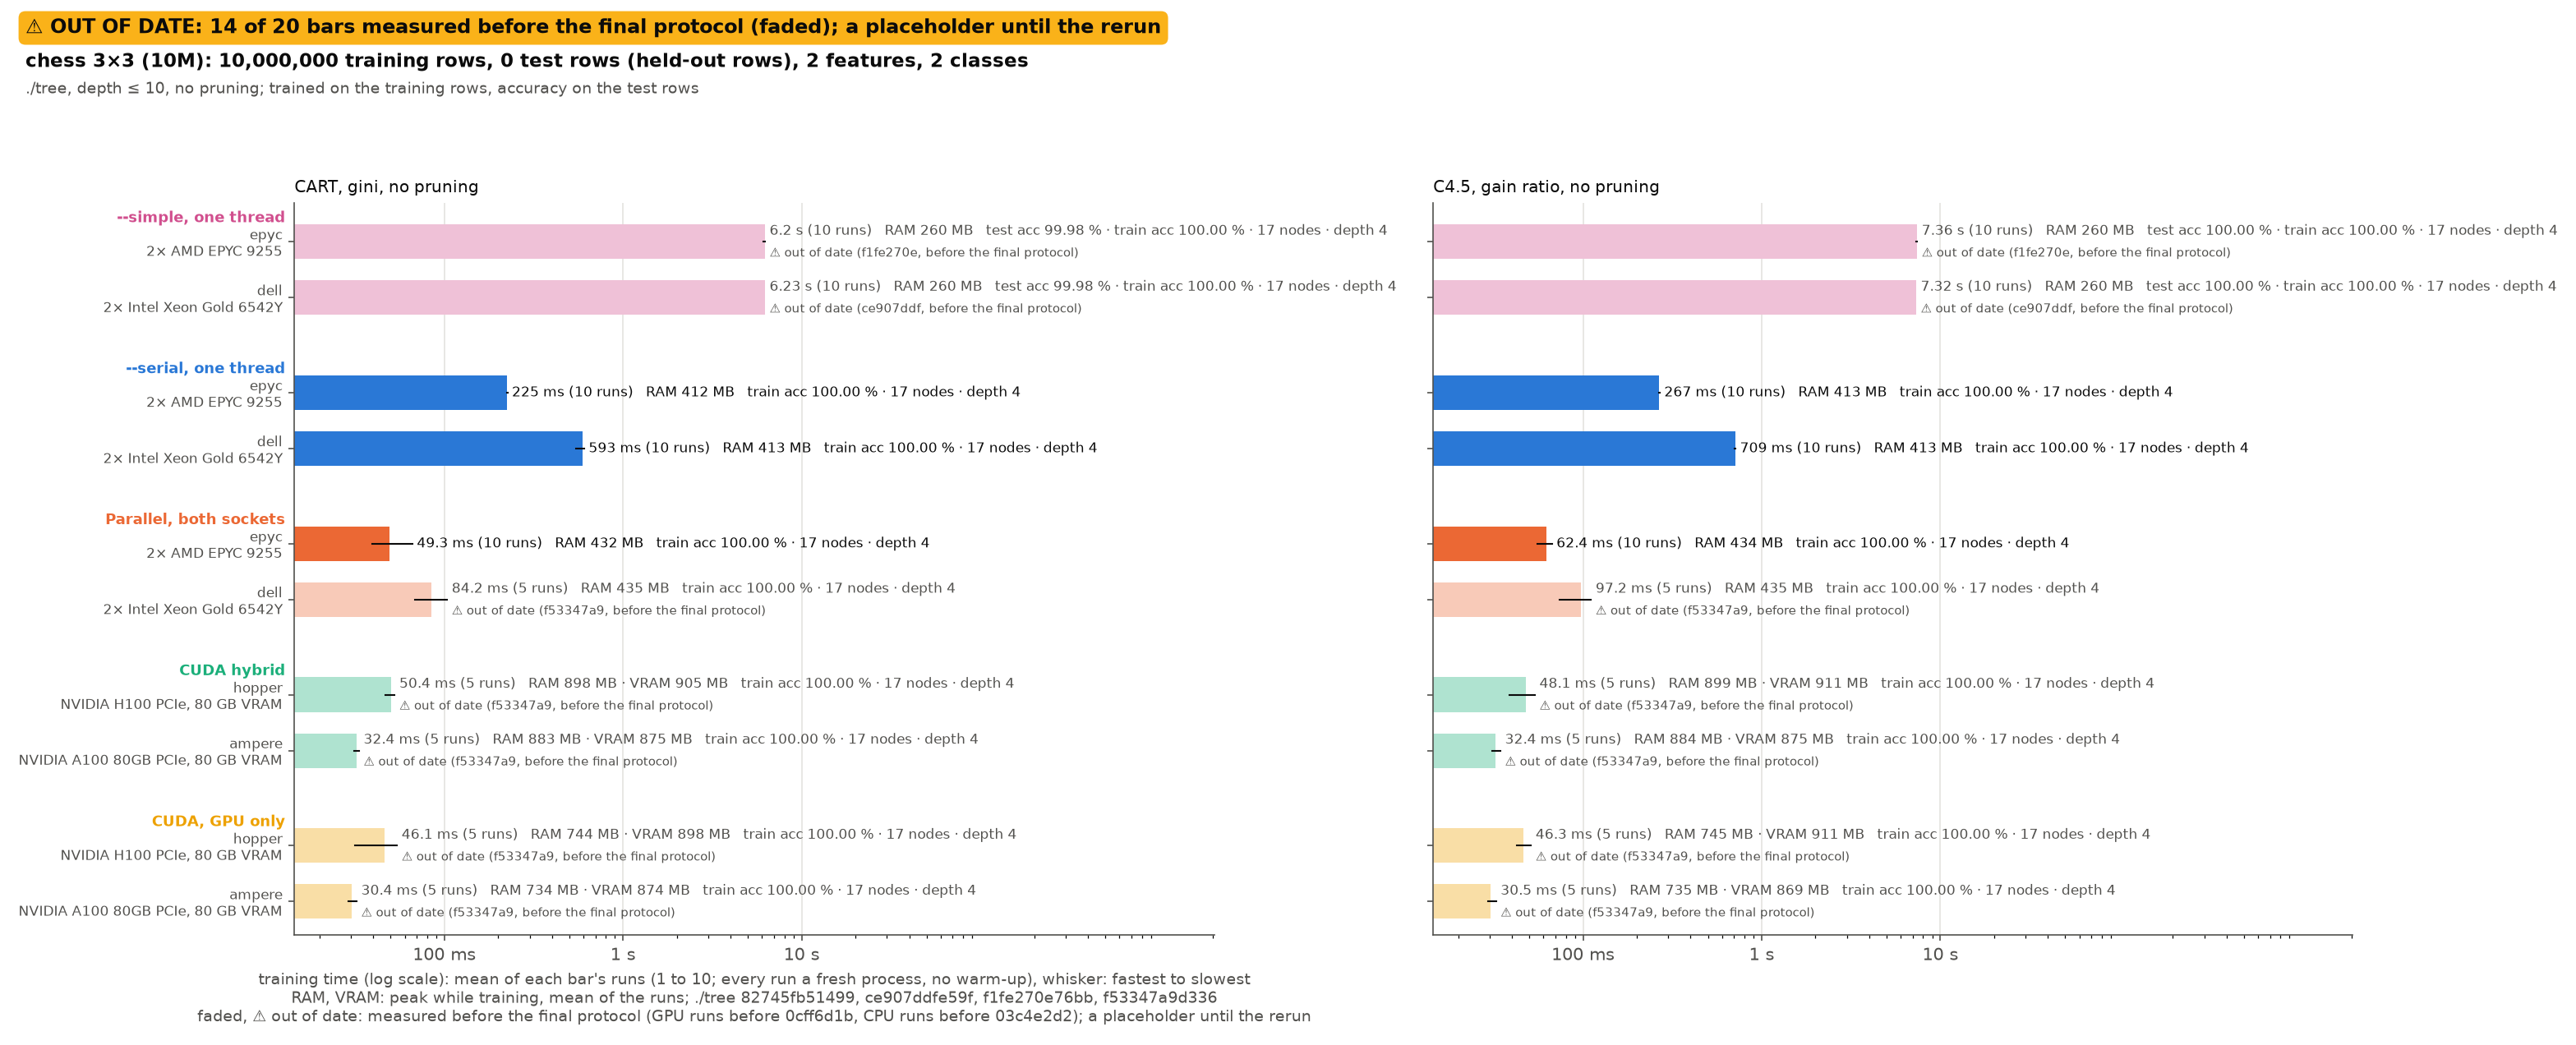 ⚠ OUT OF DATE: 14 of 20 bars measured before the final protocol (faded); a placeholder until the rerun
chess 3×3 (10M): 10,000,000 training rows, 0 test rows (held-out rows), 2 features, 2 classes
./tree, depth ≤ 10, no pruning; trained on the training rows, accuracy on the test rows
CART, gini, no pruning
--simple, one thread
epyc
2× AMD EPYC 9255
6.2 s (10 runs) RAM 260 MB test acc 99.98 % · train acc 100.00 % · 17 nodes · depth 4
⚠ out of date (f1fe270e, before the final protocol)
dell
2× Intel Xeon Gold 6542Y
6.23 s (10 runs) RAM 260 MB test acc 99.98 % · train acc 100.00 % · 17 nodes · depth 4
⚠ out of date (ce907ddf, before the final protocol)
--serial, one thread
epyc
2× AMD EPYC 9255
225 ms (10 runs) RAM 412 MB train acc 100.00 % · 17 nodes · depth 4
dell
2× Intel Xeon Gold 6542Y
593 ms (10 runs) RAM 413 MB train acc 100.00 % · 17 nodes · depth 4
Parallel, both sockets
epyc
2× AMD EPYC 9255
49.3 ms (10 runs) RAM 432 MB train acc 100.00 % · 17 nodes · depth 4
dell
2× Intel Xeon Gold 6542Y
84.2 ms (5 runs) RAM 435 MB train acc 100.00 % · 17 nodes · depth 4
⚠ out of date (f53347a9, before the final protocol)
CUDA hybrid
hopper
NVIDIA H100 PCIe, 80 GB VRAM
50.4 ms (5 runs) RAM 898 MB · VRAM 905 MB train acc 100.00 % · 17 nodes · depth 4
⚠ out of date (f53347a9, before the final protocol)
ampere
NVIDIA A100 80GB PCIe, 80 GB VRAM
32.4 ms (5 runs) RAM 883 MB · VRAM 875 MB train acc 100.00 % · 17 nodes · depth 4
⚠ out of date (f53347a9, before the final protocol)
CUDA, GPU only
hopper
NVIDIA H100 PCIe, 80 GB VRAM
46.1 ms (5 runs) RAM 744 MB · VRAM 898 MB train acc 100.00 % · 17 nodes · depth 4
⚠ out of date (f53347a9, before the final protocol)
ampere
NVIDIA A100 80GB PCIe, 80 GB VRAM
30.4 ms (5 runs) RAM 734 MB · VRAM 874 MB train acc 100.00 % · 17 nodes · depth 4
⚠ out of date (f53347a9, before the final protocol)
100 ms 1 s 10 s
C4.5, gain ratio, no pruning
7.36 s (10 runs) RAM 260 MB test acc 100.00 % · train acc 100.00 % · 17 nodes · depth 4
⚠ out of date (f1fe270e, before the final protocol)
7.32 s (10 runs) RAM 260 MB test acc 100.00 % · train acc 100.00 % · 17 nodes · depth 4
⚠ out of date (ce907ddf, before the final protocol)
267 ms (10 runs) RAM 413 MB train acc 100.00 % · 17 nodes · depth 4
709 ms (10 runs) RAM 413 MB train acc 100.00 % · 17 nodes · depth 4
62.4 ms (10 runs) RAM 434 MB train acc 100.00 % · 17 nodes · depth 4
97.2 ms (5 runs) RAM 435 MB train acc 100.00 % · 17 nodes · depth 4
⚠ out of date (f53347a9, before the final protocol)
48.1 ms (5 runs) RAM 899 MB · VRAM 911 MB train acc 100.00 % · 17 nodes · depth 4
⚠ out of date (f53347a9, before the final protocol)
32.4 ms (5 runs) RAM 884 MB · VRAM 875 MB train acc 100.00 % · 17 nodes · depth 4
⚠ out of date (f53347a9, before the final protocol)
46.3 ms (5 runs) RAM 745 MB · VRAM 911 MB train acc 100.00 % · 17 nodes · depth 4
⚠ out of date (f53347a9, before the final protocol)
30.5 ms (5 runs) RAM 735 MB · VRAM 869 MB train acc 100.00 % · 17 nodes · depth 4
⚠ out of date (f53347a9, before the final protocol)
100 ms 1 s 10 s
training time (log scale): mean of each bar's runs (1 to 10; every run a fresh process, no warm-up), whisker: fastest to slowest
RAM, VRAM: peak while training, mean of the runs; ./tree 82745fb51499, ce907ddfe59f, f1fe270e76bb, f53347a9d336
faded, ⚠ out of date: measured before the final protocol (GPU runs before 0cff6d1b, CPU runs before 03c4e2d2); a placeholder until the rerun